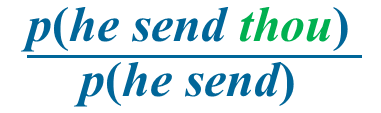 p(he send thou)
p(he send)